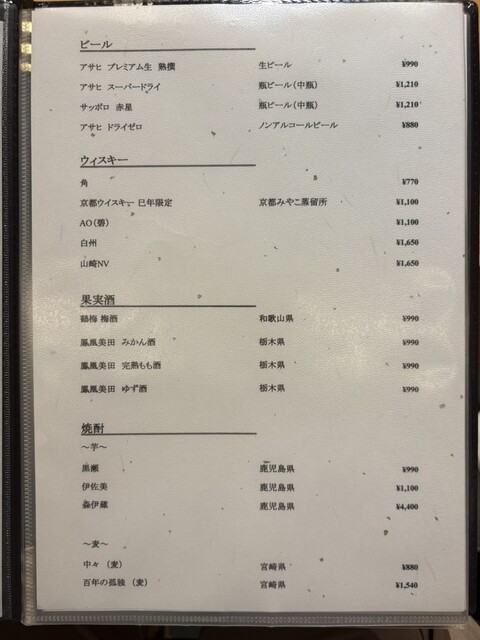 ビール
アサヒ プレミアム生 熟撰 生ビール ¥990
アサヒ スーパードライ 瓶ビール(中瓶) ¥1,210
サッポロ 赤星 瓶ビール(中瓶) ¥1,210
アサヒ ドライゼロ ノンアルコールビール ¥880
ウィスキー
角 ¥770
京都ウイスキー 巳年限定 京都みやこ蒸留所 ¥1,100
AO(碧) ¥1,100
白州 ¥1,650
山崎NV ¥1,650
果実酒
鶴梅 梅酒 和歌山県 ¥990
鳳凰美田 みかん酒 栃木県 ¥990
鳳凰美田 完熟もも酒 栃木県 ¥990
鳳凰美田 ゆず酒 栃木県 ¥990
焼酎
～芋～
黒瀬 鹿児島県 ¥990
伊佐美 鹿児島県 ¥1,100
森伊蔵 鹿児島県 ¥4,400
～麦～
中々 (麦) 宮崎県 ¥880
百年の孤独 (麦) 宮崎県 ¥1,540